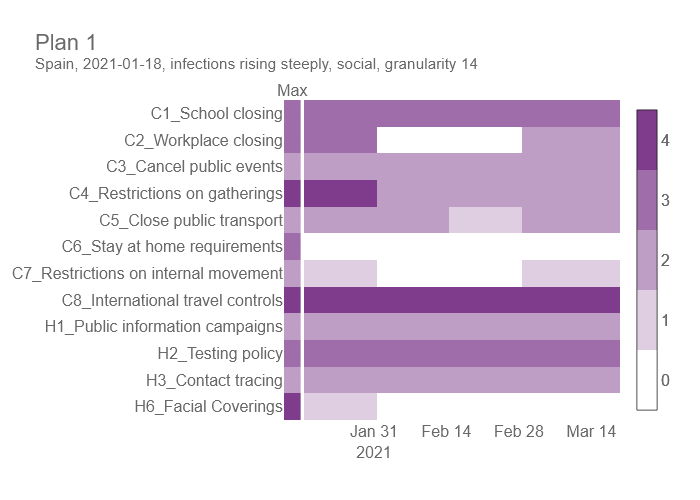 Plan 1
Spain, 2021-01-18, infections rising steeply, social, granularity 14
Max
C1_School closing
C2_Workplace closing
C3_Cancel public events
C4_Restrictions on gatherings
C5_Close public transport
C6_Stay at home requirements
C7_Restrictions on internal movement
C8_International travel controls
H1_Public information campaigns
H2_Testing policy
H3_Contact tracing
H6_Facial Coverings
Jan 31 Feb 14 Feb 28 Mar 14
2021
4
3
2
1
0